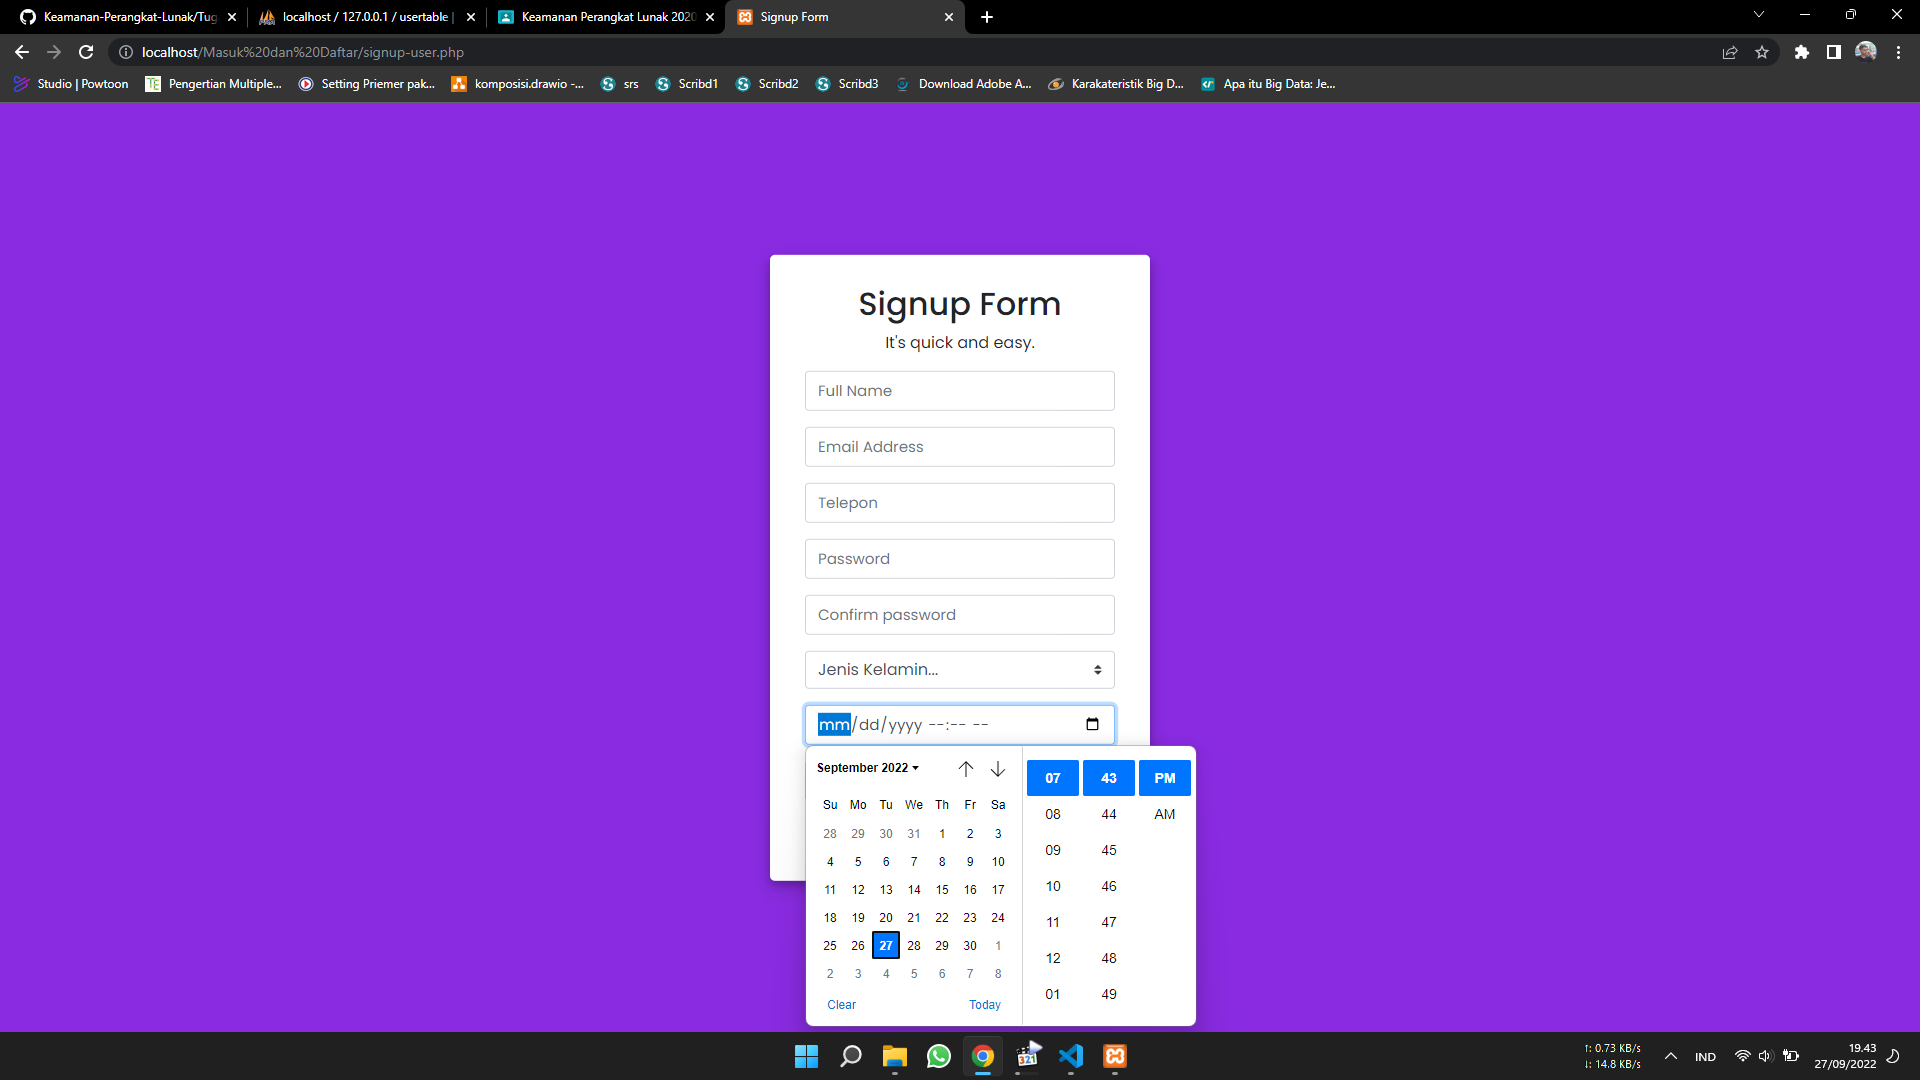 Keamanan-Perangkat-Lunak/Tug
localhost / 127.0.0.1 / usertable |
Keamanan Perangkat Lunak 2020
Signup Form
localhost/Masuk%20dan%20Daftar/signup-user.php
Studio | Powtoon
Pengertian Multiple...
Setting Priemer pak...
komposisi.drawio -...
srs
Scribd1
Scribd2
Scribd3
Download Adobe A...
Karakateristik Big D...
Apa itu Big Data: Je...
Signup Form
It's quick and easy.
Full Name
Email Address
Telepon
Password
Confirm password
Jenis Kelamin...
mm/dd/yyyy --:-- --
September 2022
Su Mo Tu We Th Fr Sa
28 29 30 31 1 2 3
4 5 6 7 8 9 10
11 12 13 14 15 16 17
18 19 20 21 22 23 24
25 26 27 28 29 30 1
2 3 4 5 6 7 8
Clear Today
07 43 PM
08 44 AM
09 45
10 46
11 47
12 48
01 49
↑: 0.73 KB/s
↓: 14.8 KB/s
IND
19.43
27/09/2022